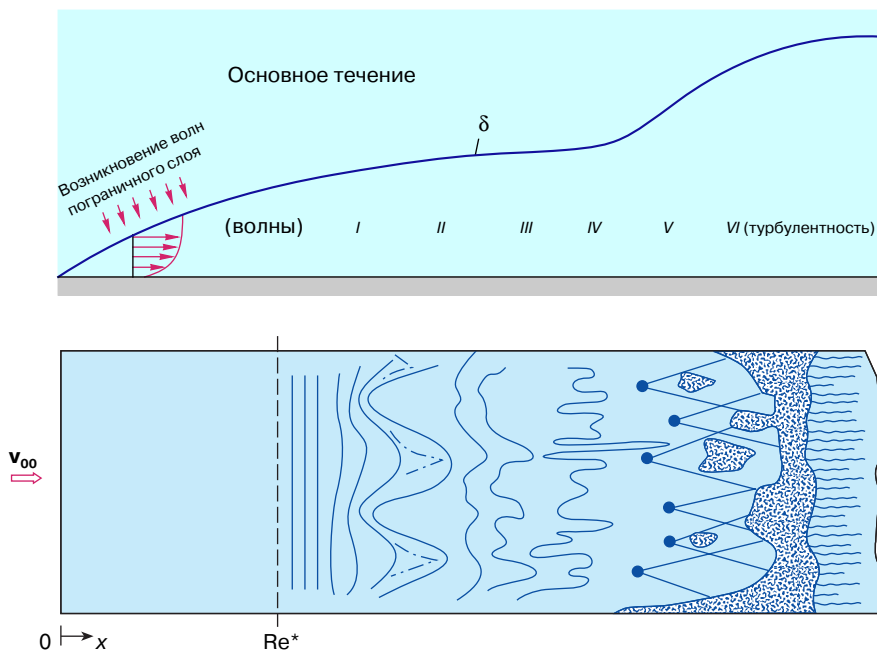 Основное течение
δ
Возникновение волн
пограничного слоя
(волны) I II III IV V VI (турбулентность)
v₀₀
0 x Re*